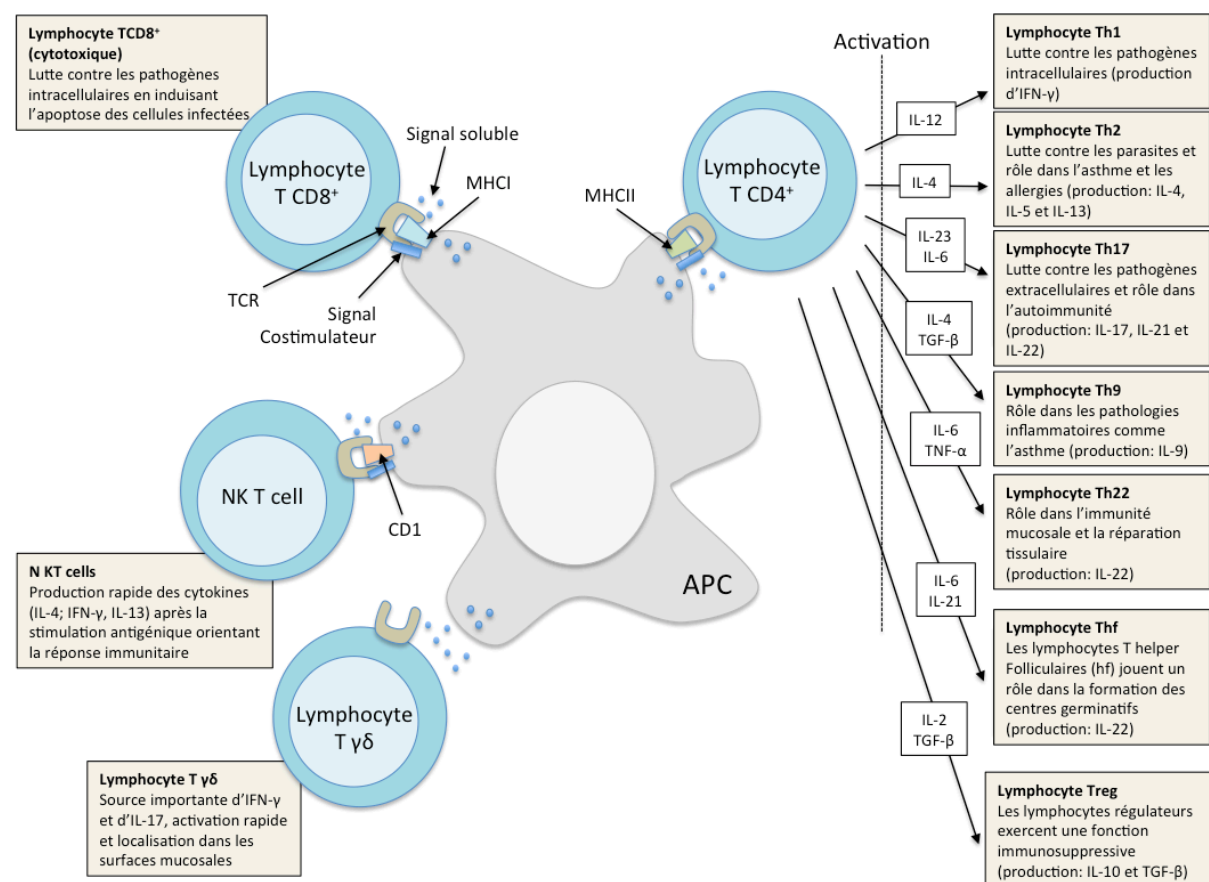 Lymphocyte TCD8⁺
(cytotoxique)
Lutte contre les pathogènes
intracellulaires en induisant
l'apoptose des cellules infectées
Lymphocyte
T CD8⁺
Signal soluble
MHCI
TCR
Signal
Costimulateur
MHCII
Lymphocyte
T CD4⁺
Activation
IL-12
IL-4
IL-23
IL-6
IL-4
TGF-β
IL-6
TNF-α
IL-6
IL-21
IL-2
TGF-β
Lymphocyte Th1
Lutte contre les pathogènes
intracellulaires (production
d'IFN-γ)
Lymphocyte Th2
Lutte contre les parasites et
rôle dans l'asthme et les
allergies (production: IL-4,
IL-5 et IL-13)
Lymphocyte Th17
Lutte contre les pathogènes
extracellulaires et rôle dans
l'autoimmunité
(production: IL-17, IL-21 et
IL-22)
Lymphocyte Th9
Rôle dans les pathologies
inflammatoires comme
l'asthme (production: IL-9)
Lymphocyte Th22
Rôle dans l'immunité
mucosale et la réparation
tissulaire
(production: IL-22)
Lymphocyte Thf
Les lymphocytes T helper
Folliculaires (hf) jouent un
rôle dans la formation des
centres germinatifs
(production: IL-22)
Lymphocyte Treg
Les lymphocytes régulateurs
exercent une fonction
immunosuppressive
(production: IL-10 et TGF-β)
NK T cell
CD1
APC
N KT cells
Production rapide des cytokines
(IL-4; IFN-γ, IL-13) après la
stimulation antigénique orientant
la réponse immunitaire
Lymphocyte
T γδ
Lymphocyte T γδ
Source importante d'IFN-γ
et d'IL-17, activation rapide
et localisation dans les
surfaces mucosales